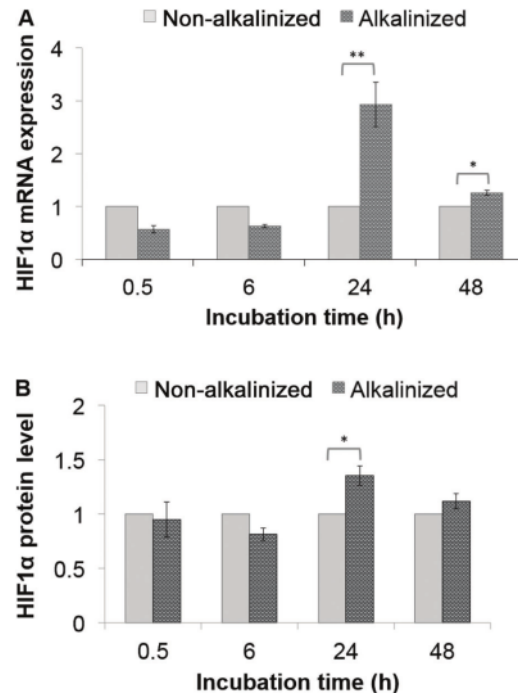 A
Non-alkalinized Alkalinized
HIF1α mRNA expression
4
3
2
1
0
**
*
0.5 6 24 48
Incubation time (h)
B
Non-alkalinized Alkalinized
HIF1α protein level
2
1.5
1
0.5
0
*
0.5 6 24 48
Incubation time (h)